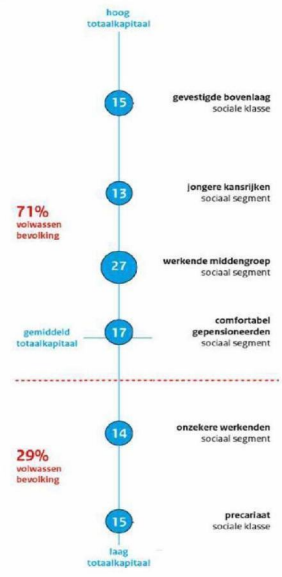 hoog
totaalkapitaal
15
gevestigde bovenlaag
sociale klasse
13
jongere kansrijken
sociaal segment
71%
volwassen
bevolking
27
werkende middengroep
sociaal segment
gemiddeld
totaalkapitaal
17
comfortabel
gepensioneerden
sociaal segment
14
onzekere werkenden
sociaal segment
29%
volwassen
bevolking
15
precariaat
sociale klasse
laag
totaalkapitaal